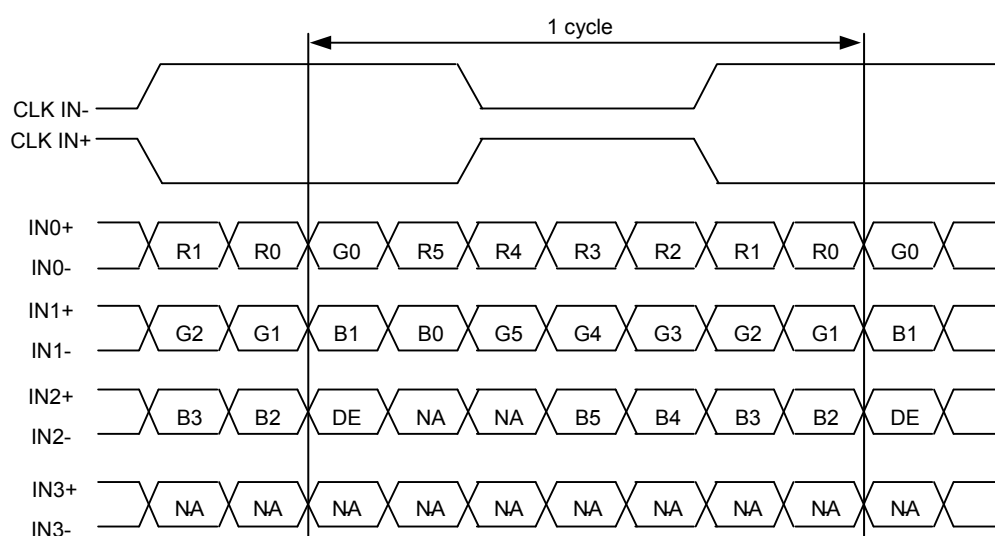 1 cycle
CLK IN-
CLK IN+
IN0+
R1 R0 G0 R5 R4 R3 R2 R1 R0 G0
IN0-
IN1+
G2 G1 B1 B0 G5 G4 G3 G2 G1 B1
IN1-
IN2+
B3 B2 DE NA NA B5 B4 B3 B2 DE
IN2-
IN3+
NA NA NA NA NA NA NA NA NA NA
IN3-